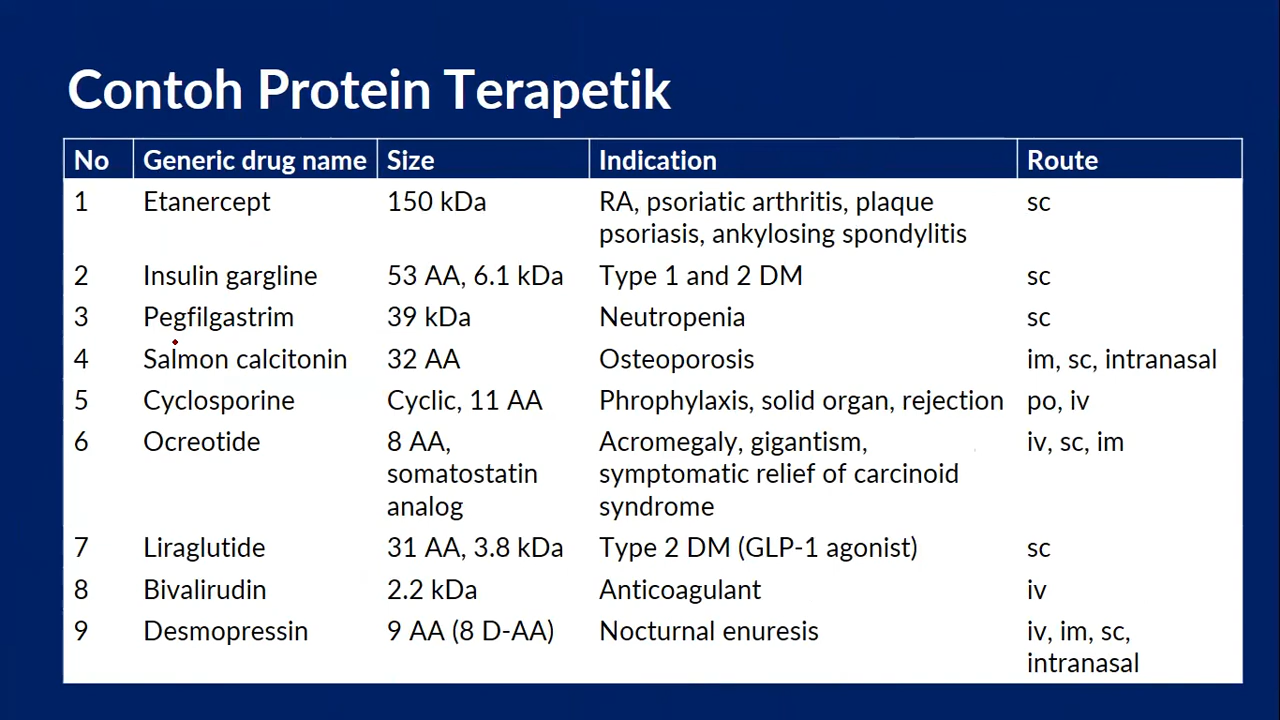 Contoh Protein Terapetik
No Generic drug name Size Indication Route
1 Etanercept 150 kDa RA, psoriatic arthritis, plaque sc
psoriasis, ankylosing spondylitis
2 Insulin gargline 53 AA, 6.1 kDa Type 1 and 2 DM sc
3 Pegfilgastrim 39 kDa Neutropenia sc
4 Salmon calcitonin 32 AA Osteoporosis im, sc, intranasal
5 Cyclosporine Cyclic, 11 AA Phrophylaxis, solid organ, rejection po, iv
6 Ocreotide 8 AA, Acromegaly, gigantism, iv, sc, im
somatostatin symptomatic relief of carcinoid
analog syndrome
7 Liraglutide 31 AA, 3.8 kDa Type 2 DM (GLP-1 agonist) sc
8 Bivalirudin 2.2 kDa Anticoagulant iv
9 Desmopressin 9 AA (8 D-AA) Nocturnal enuresis iv, im, sc,
intranasal